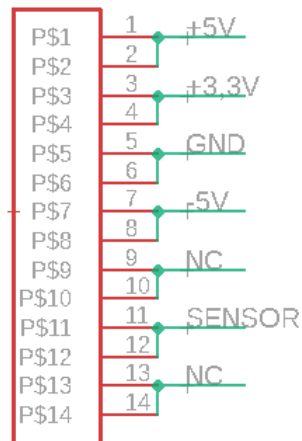 P$1 1 +5V
P$2 2
P$3 3 +3,3V
P$4 4
P$5 5 GND
P$6 6
P$7 7 -5V
P$8 8
P$9 9 NC
P$10 10
P$11 11 SENSOR
P$12 12
P$13 13 NC
P$14 14